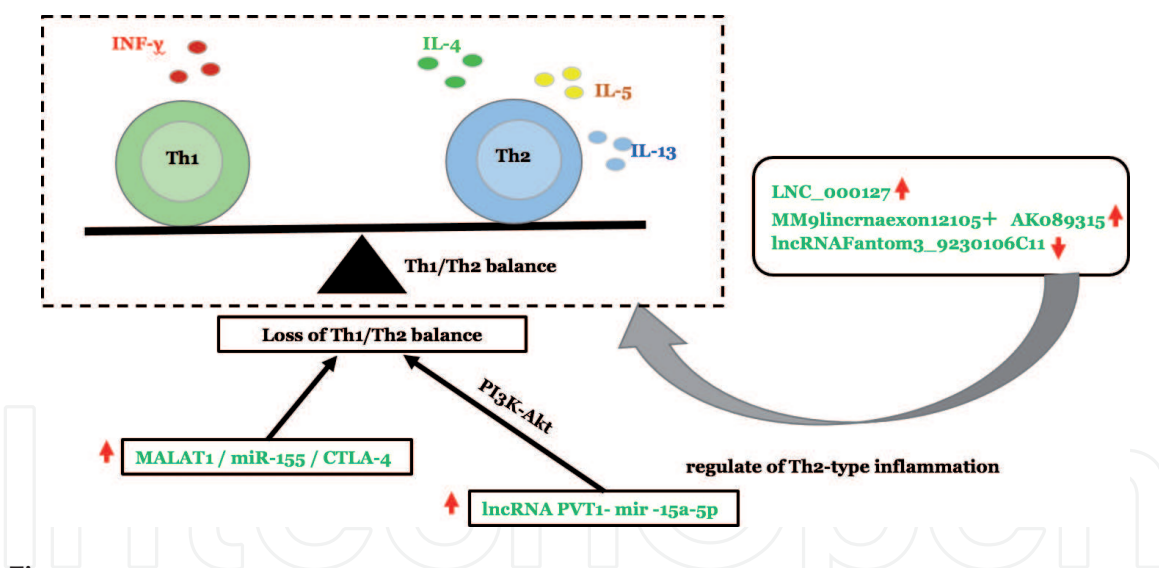 INF-γ
IL-4
IL-5
IL-13
Th1
Th2
Th1/Th2 balance
LNC_000127
MM9lincrnaexon12105+ AK089315
lncRNAFantom3_9230106C11
Loss of Th1/Th2 balance
PI3K-Akt
MALAT1 / miR-155 / CTLA-4
regulate of Th2-type inflammation
lncRNA PVT1- mir -15a-5p
IntechOpen